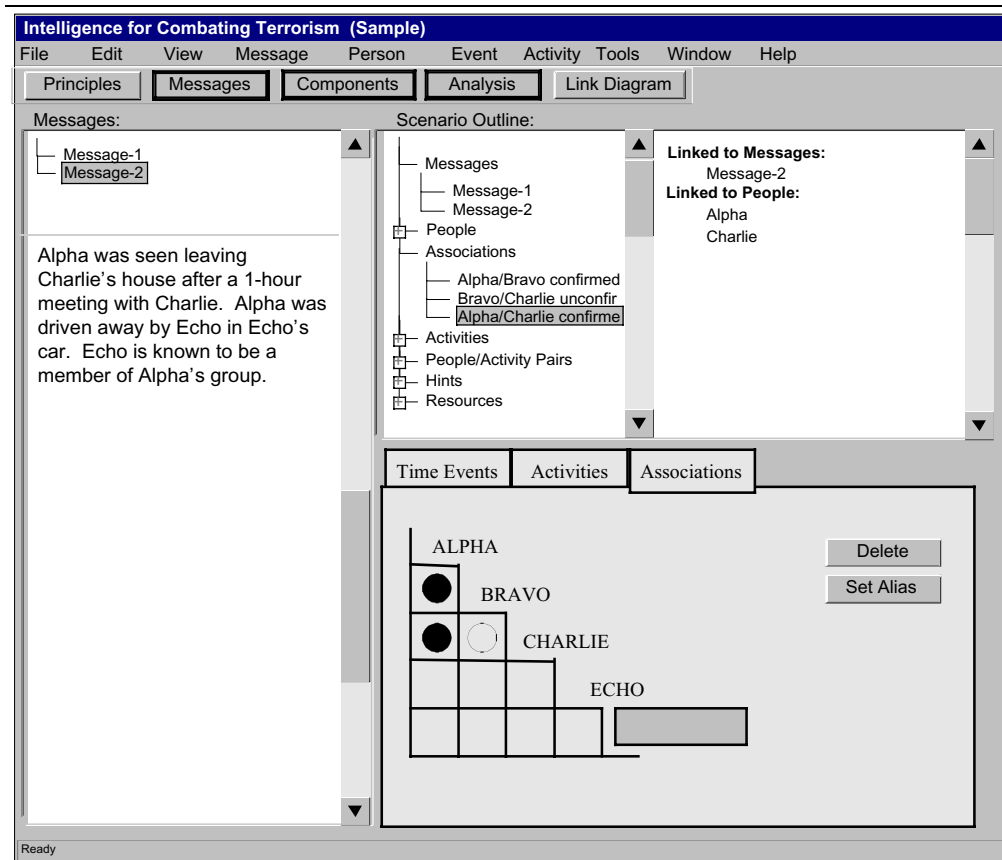 Intelligence for Combating Terrorism (Sample)
File Edit View Message Person Event Activity Tools Window Help
Principles Messages Components Analysis Link Diagram
Messages:
Message-1
Message-2
Alpha was seen leaving
Charlie's house after a 1-hour
meeting with Charlie. Alpha was
driven away by Echo in Echo's
car. Echo is known to be a
member of Alpha's group.
Scenario Outline:
Messages
Message-1
Message-2
People
Associations
Alpha/Bravo confirmed
Bravo/Charlie unconfir
Alpha/Charlie confirme
Activities
People/Activity Pairs
Hints
Resources
Linked to Messages:
Message-2
Linked to People:
Alpha
Charlie
Time Events Activities Associations
ALPHA
BRAVO
CHARLIE
ECHO
Delete
Set Alias
Ready